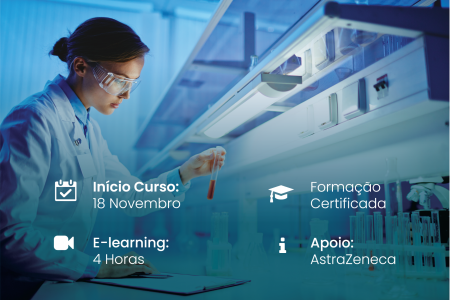 Início Curso:
18 Novembro
Formação
Certificada
E-learning:
4 Horas
Apoio:
AstraZeneca